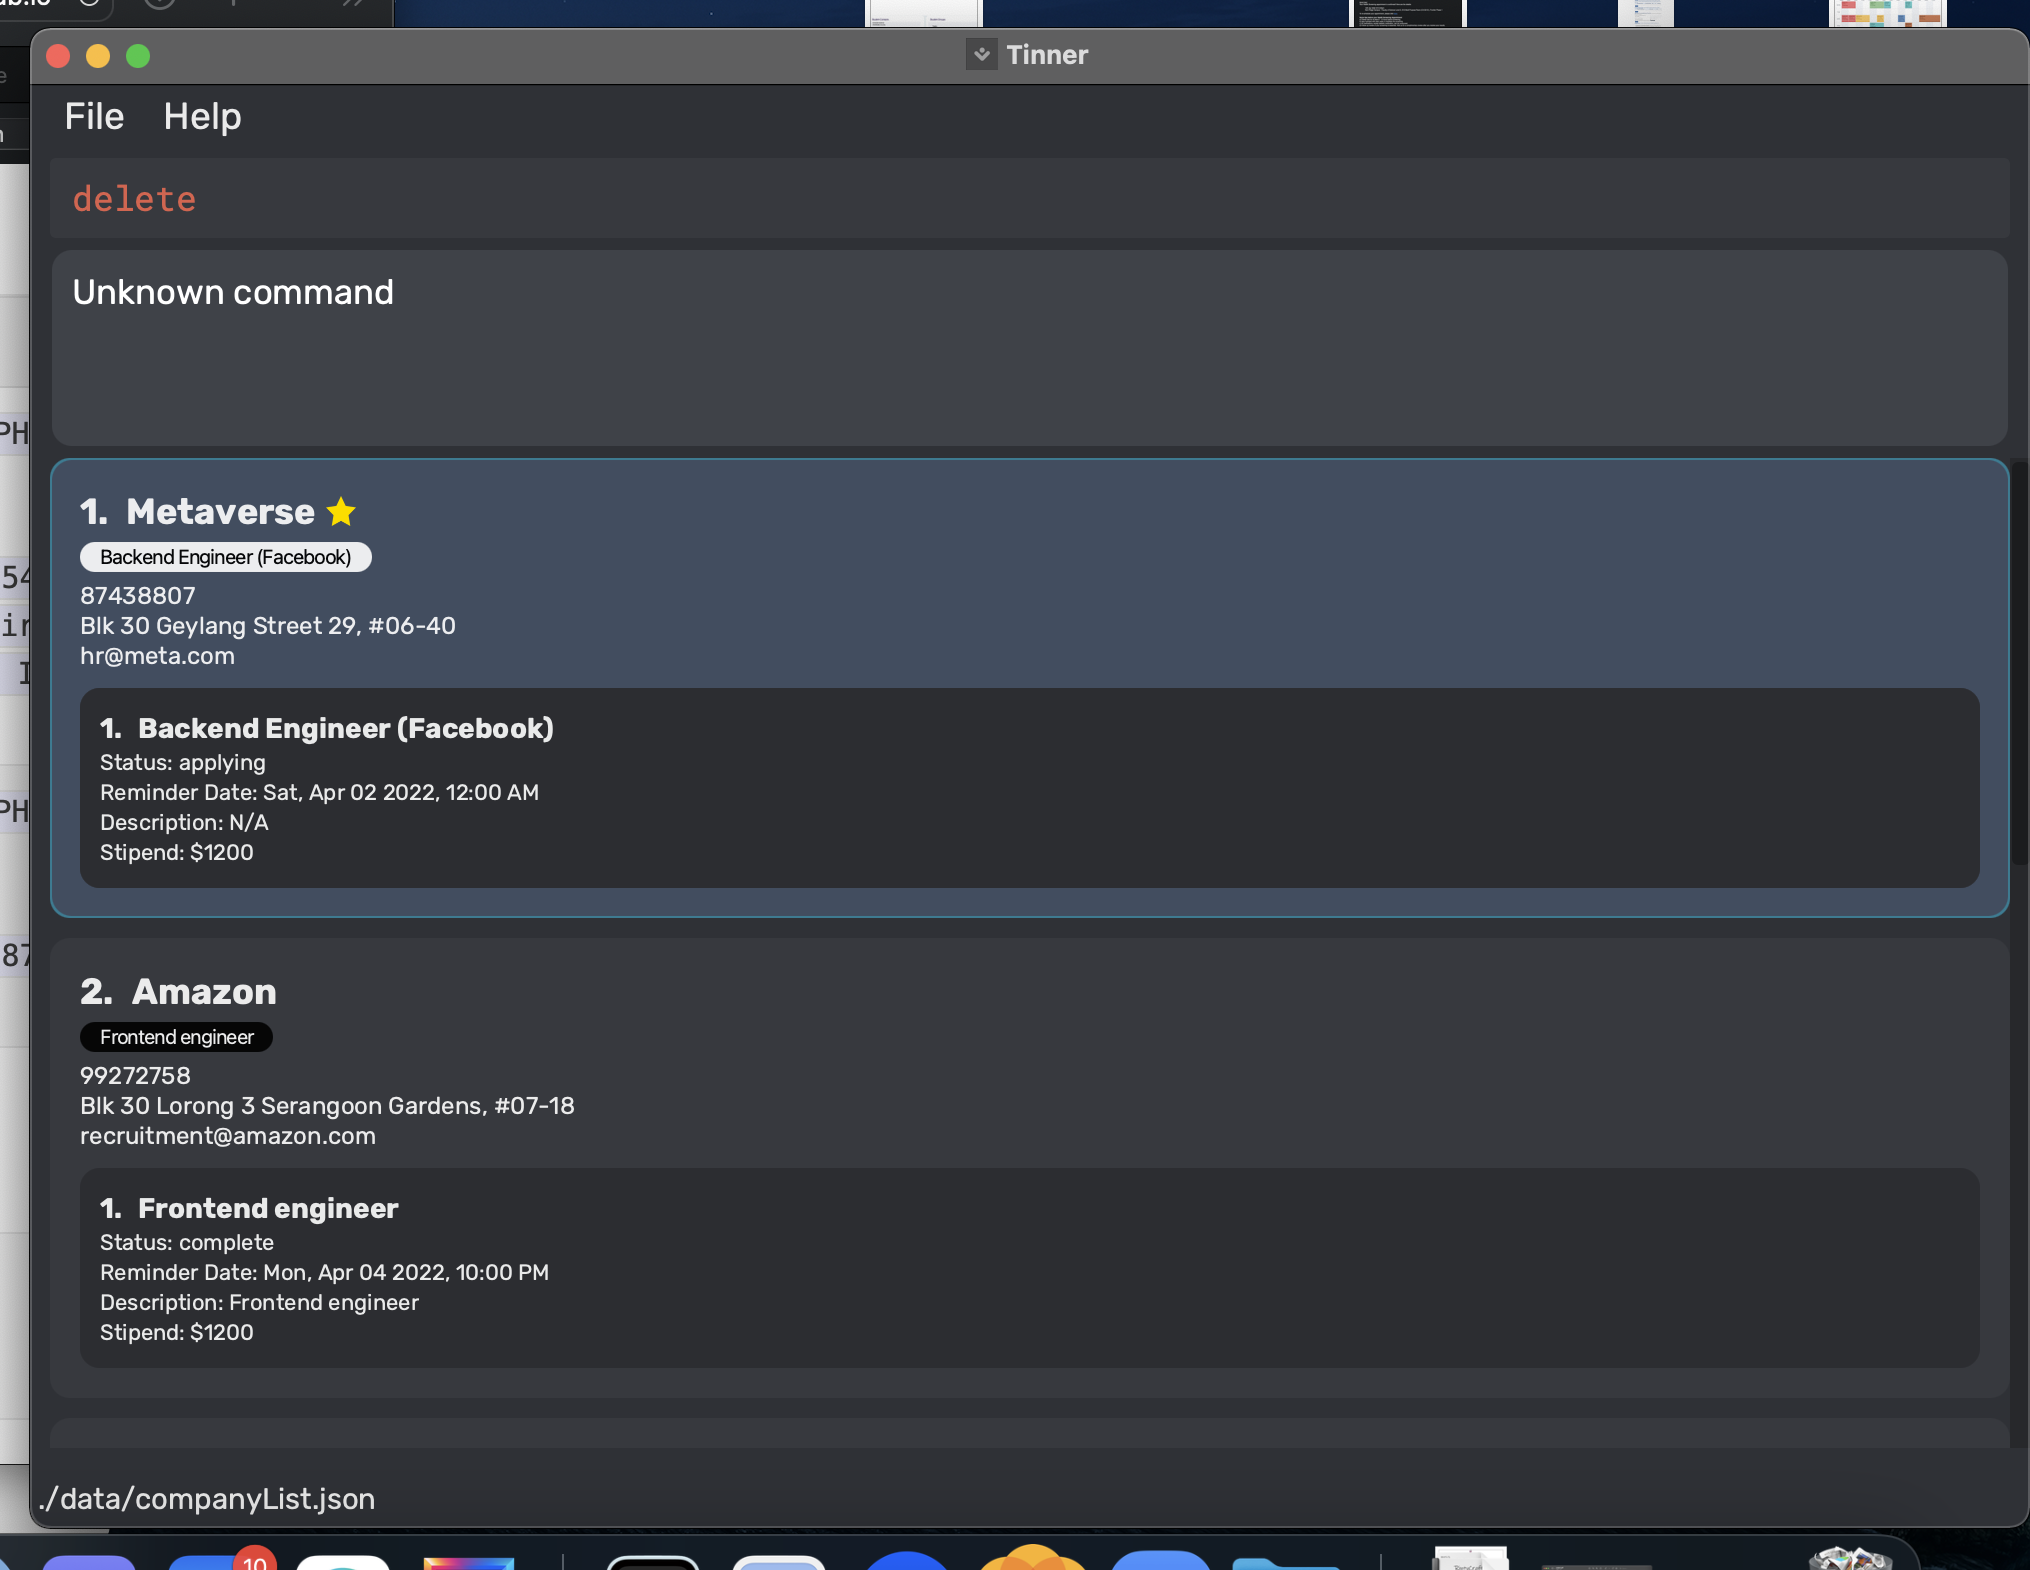 Tinner
File Help
delete
Unknown command
1. Metaverse
Backend Engineer (Facebook)
87438807
Blk 30 Geylang Street 29, #06-40
hr@meta.com
1. Backend Engineer (Facebook)
Status: applying
Reminder Date: Sat, Apr 02 2022, 12:00 AM
Description: N/A
Stipend: $1200
2. Amazon
Frontend engineer
99272758
Blk 30 Lorong 3 Serangoon Gardens, #07-18
recruitment@amazon.com
1. Frontend engineer
Status: complete
Reminder Date: Mon, Apr 04 2022, 10:00 PM
Description: Frontend engineer
Stipend: $1200
./data/companyList.json
10